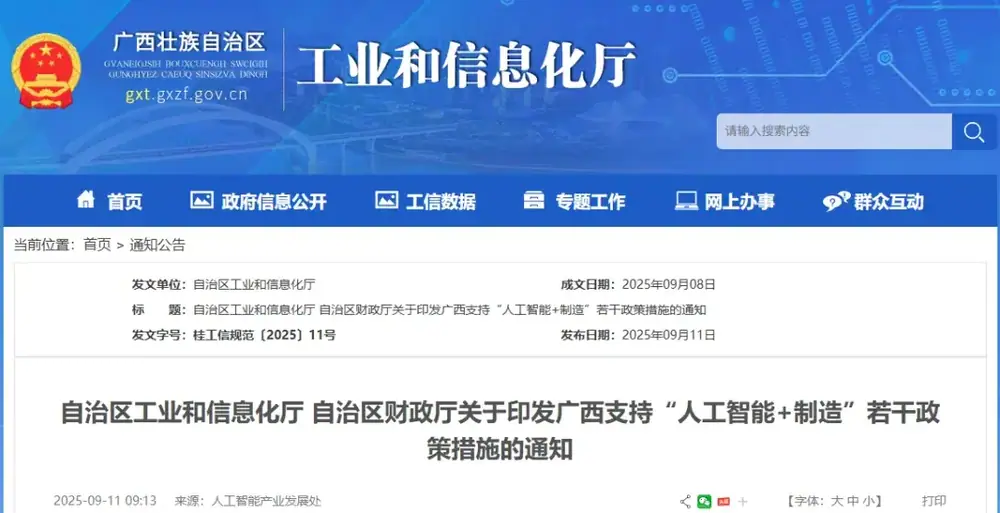 广西壮族自治区
GVANGJSIH BOUXCUENGH SWCIGIH
GUNGHYEZ CAEUQ SINSIZVA DINGH
gxt.gxzf.gov.cn
工业和信息化厅
请输入搜索内容
首页 政府信息公开 工信数据 专题工作 网上办事 群众互动
当前位置：首页 > 通知公告
发文单位：自治区工业和信息化厅 成文日期：2025年09月08日
标 题：自治区工业和信息化厅 自治区财政厅关于印发广西支持“人工智能+制造”若干政策措施的通知
发文字号：桂工信规范〔2025〕11号 发布日期：2025年09月11日
自治区工业和信息化厅 自治区财政厅关于印发广西支持“人工智能+制造”若干政
策措施的通知
2025-09-11 09:13 来源：人工智能产业发展处 【字体：大 中 小】 打印